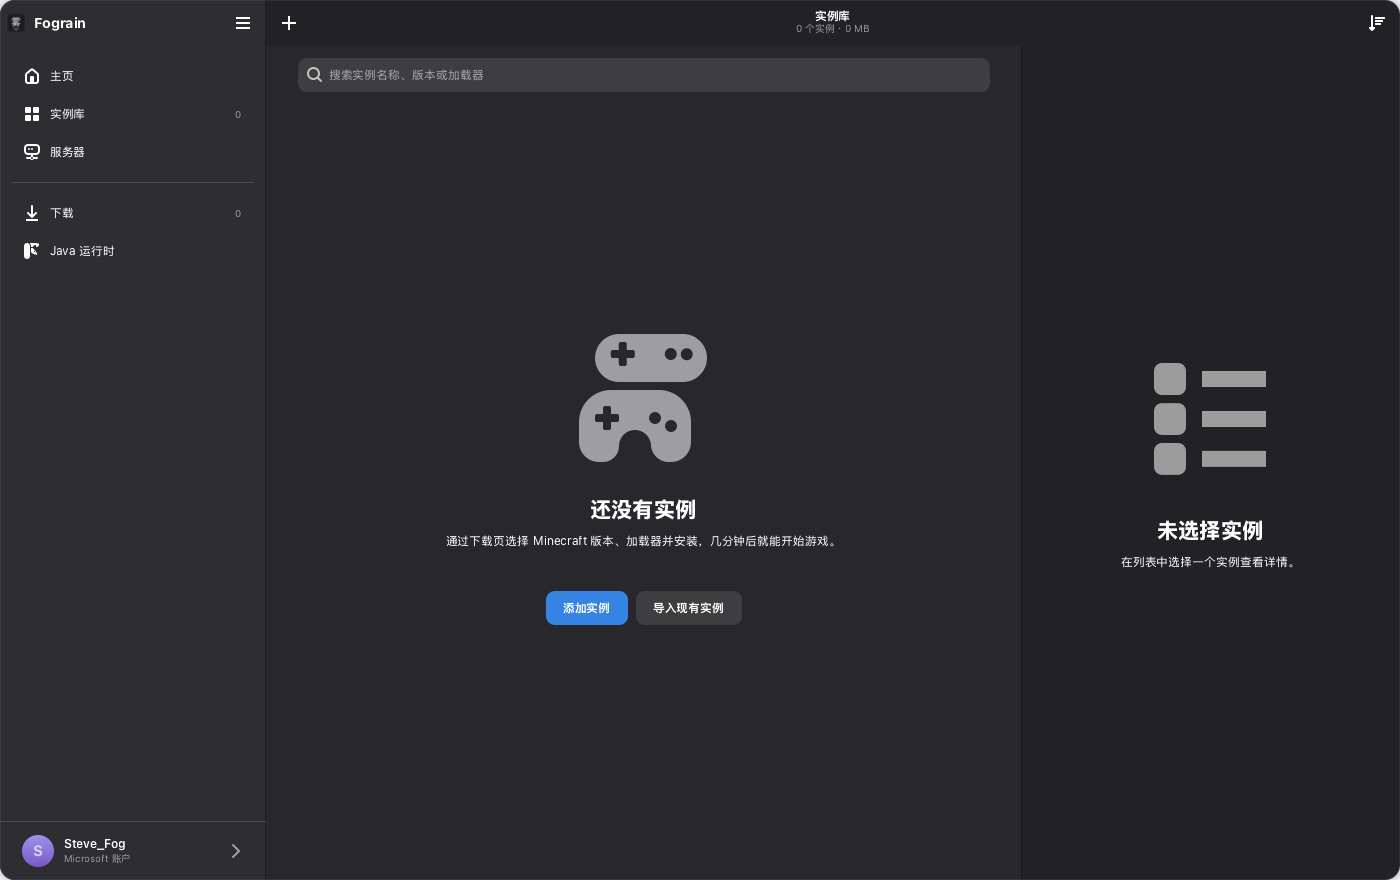 Fograin
主页
实例库 0
服务器
下载 0
Java 运行时
Steve_Fog
Microsoft 账户
实例库
0 个实例 · 0 MB
搜索实例名称、版本或加载器
还没有实例
通过下载页选择 Minecraft 版本、加载器并安装，几分钟后就能开始游戏。
添加实例 导入现有实例
未选择实例
在列表中选择一个实例查看详情。
S